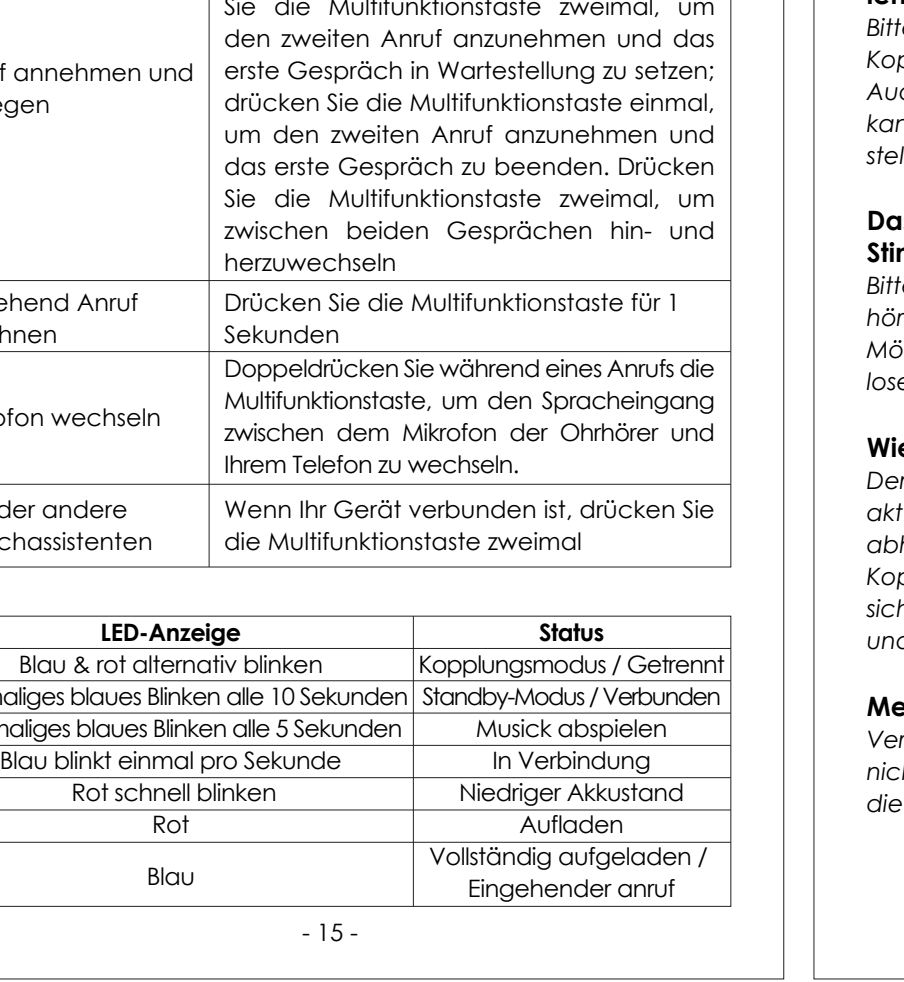 Sie die Multifunktionstaste zweimal, um
den zweiten Anruf anzunehmen und das
erste Gespräch in Wartestellung zu setzen;
drücken Sie die Multifunktionstaste einmal,
um den zweiten Anruf anzunehmen und
das erste Gespräch zu beenden. Drücken
Sie die Multifunktionstaste zweimal, um
zwischen beiden Gesprächen hin- und
herzuwechseln
annehmen und
egen
ehend Anruf
hnen
Drücken Sie die Multifunktionstaste für 1
Sekunden
ofon wechseln
Doppeldrücken Sie während eines Anrufs die
Multifunktionstaste, um den Spracheingang
zwischen dem Mikrofon der Ohrhörer und
Ihrem Telefon zu wechseln.
der andere
chassistenten
Wenn Ihr Gerät verbunden ist, drücken Sie
die Multifunktionstaste zweimal
LED-Anzeige Status
Blau & rot alternativ blinken Kopplungsmodus / Getrennt
maliges blaues Blinken alle 10 Sekunden Standby-Modus / Verbunden
maliges blaues Blinken alle 5 Sekunden Musick abspielen
Blau blinkt einmal pro Sekunde In Verbindung
Rot schnell blinken Niedriger Akkustand
Rot Aufladen
Blau Vollständig aufgeladen /
Eingehender anruf
- 15 -
Bitt
Kop
stel
Da
Bitt
hör
Mö
lose
Wie
Der
akt
Kop
sich
und
Me
Ver
nich
die